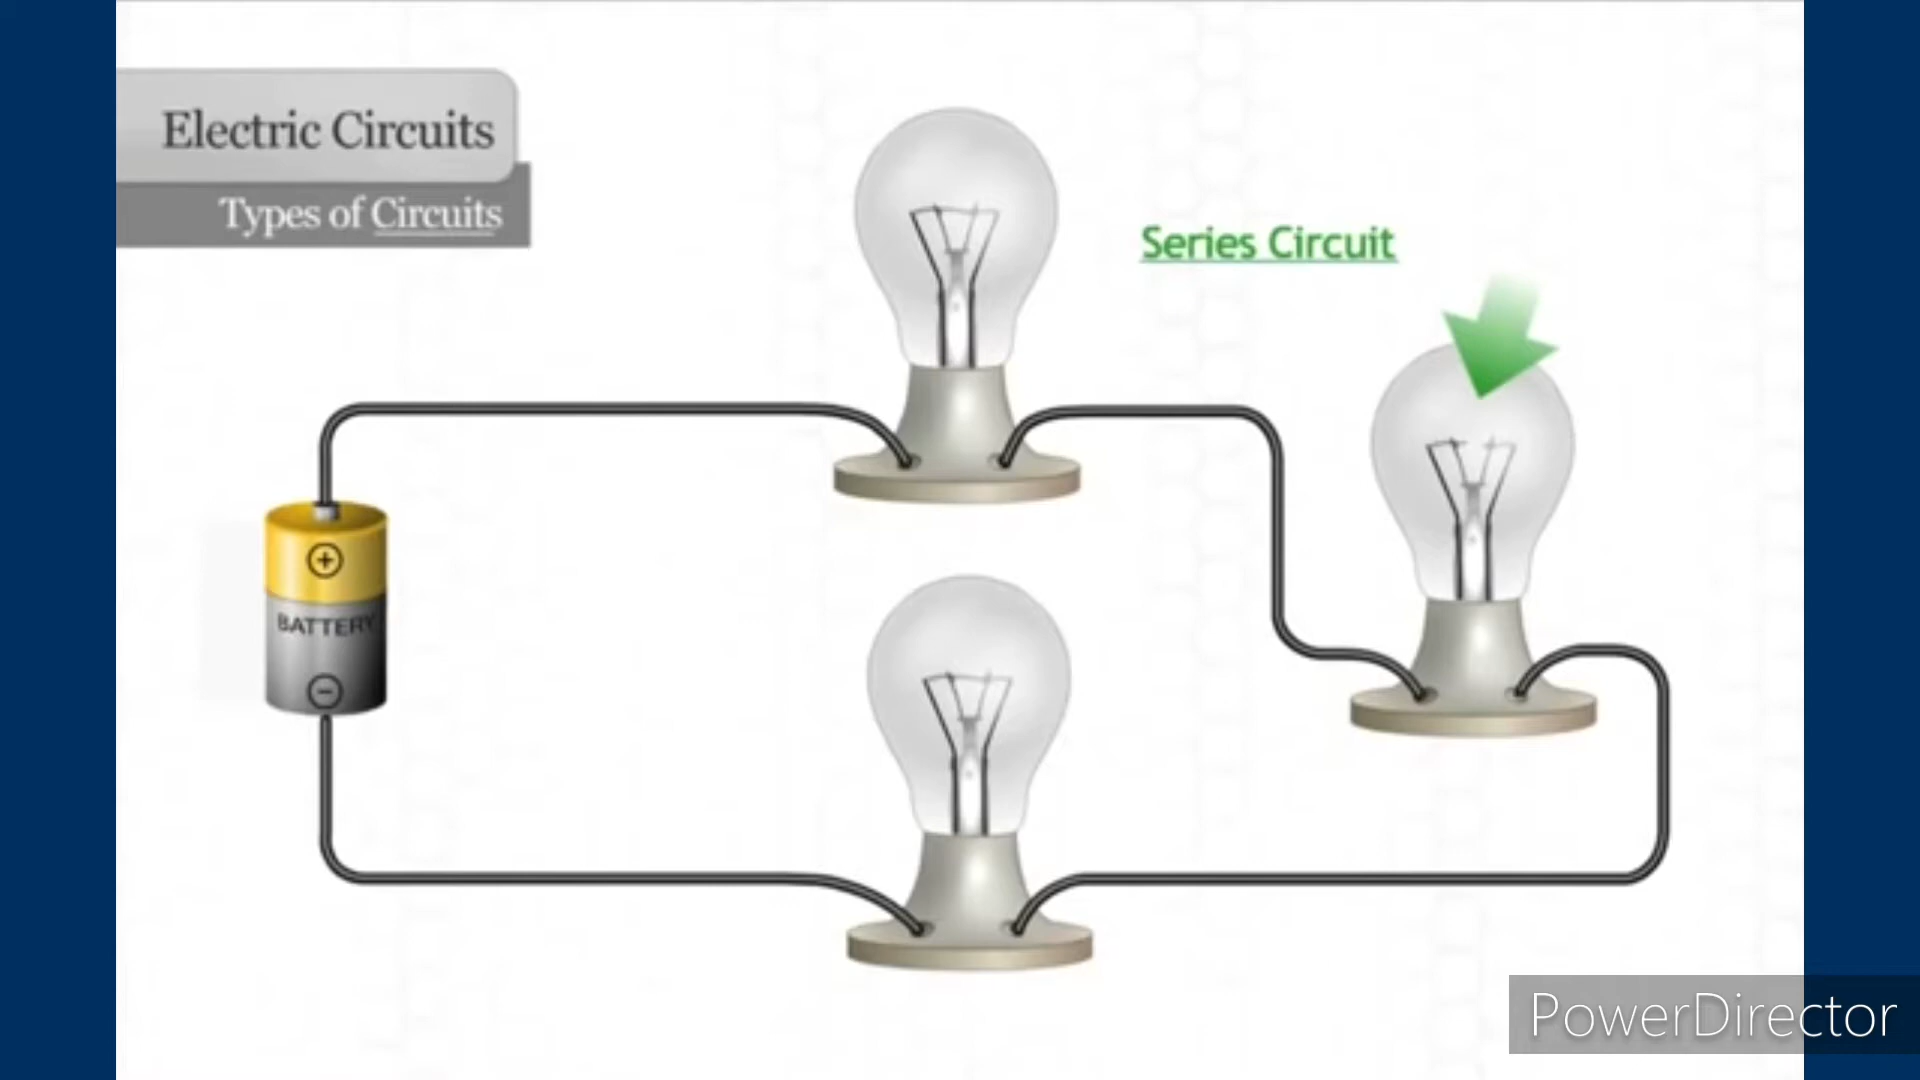 Electric Circuits
Types of Circuits
Series Circuit
+
BATTERY
−
PowerDirector